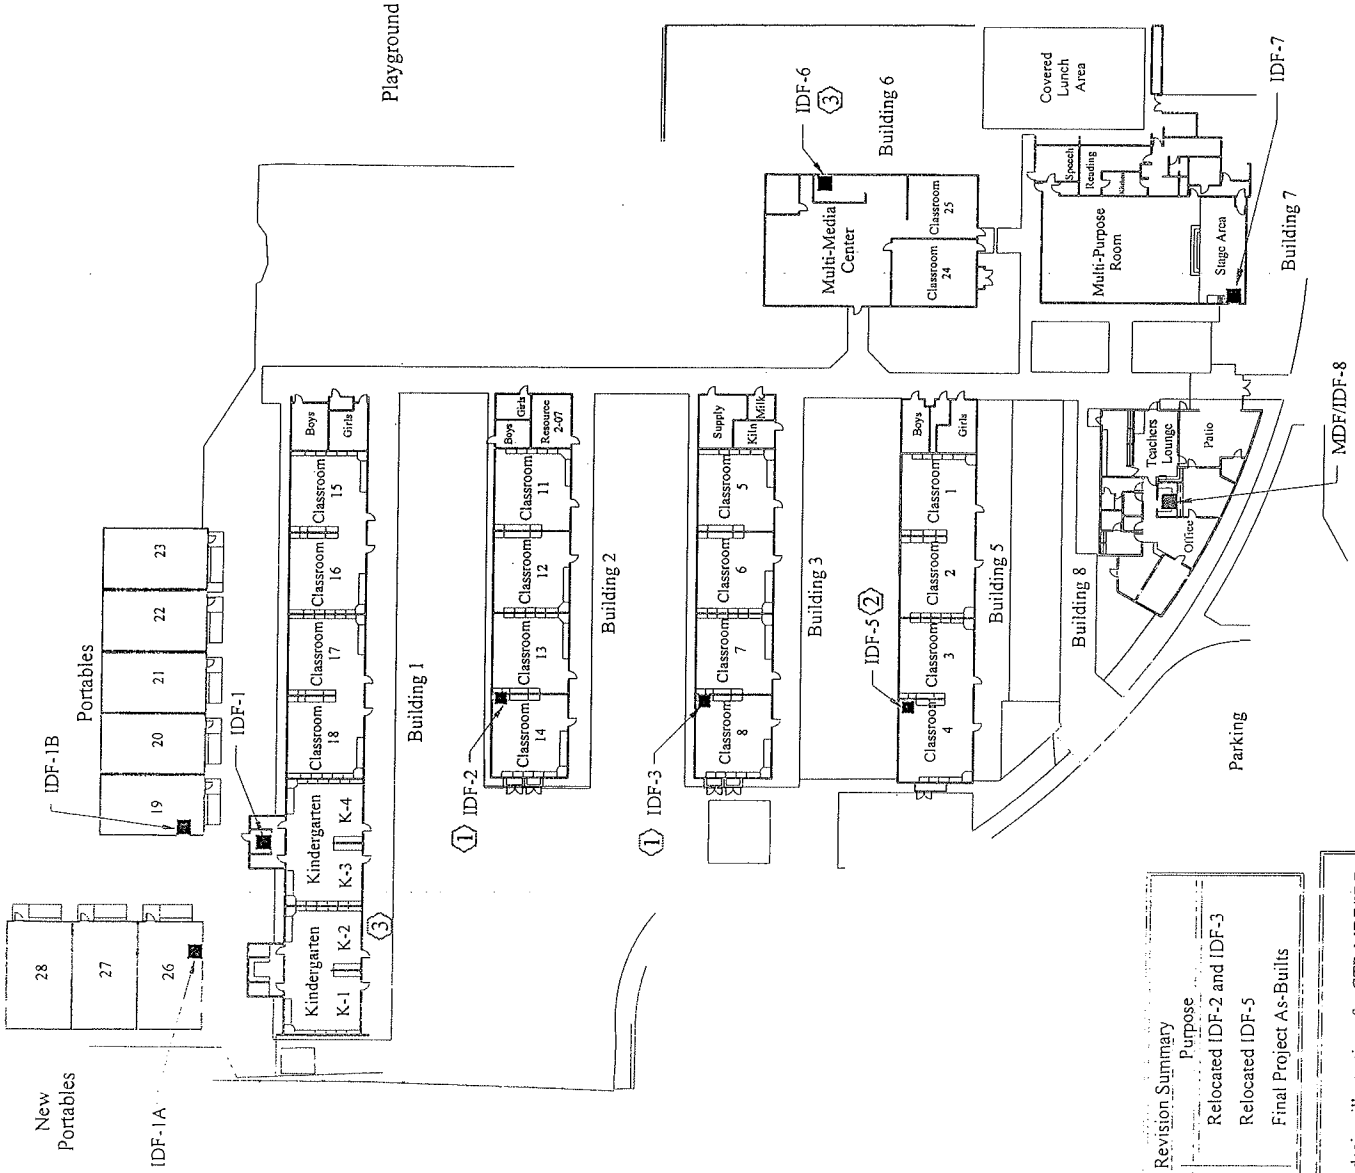 Playground
IDF-6
3
Building 6
Covered
Lunch
Area
IDF-7
Multi-Media
Center
Classroom
25
Classroom
24
Speech
Reading
Kitchen
Multi-Purpose
Room
Stage Area
Building 7
Portables
23
22
21
20
19
IDF-1B
IDF-1
Boys
Girls
Classroom
15
Classroom
16
Classroom
17
Classroom
18
Kindergarten
K-4
K-3
Kindergarten
K-2
K-1
3
Building 1
Boys
Girls
Resource
2-07
Classroom
11
Classroom
12
Classroom
13
Classroom
14
Building 2
1
IDF-2
Supply
Kiln
Milk
Classroom
5
Classroom
6
Classroom
7
Classroom
8
Building 3
1
IDF-3
Boys
Girls
Classroom
1
Classroom
2
Classroom
3
Classroom
4
Building 5
IDF-5
2
Building 8
Teachers
Lounge
Patio
Office
MDF/IDF-8
Parking
New
Portables
28
27
26
IDF-1A
Revision Summary
Purpose
Relocated IDF-2 and IDF-3
Relocated IDF-5
Final Project As-Builts